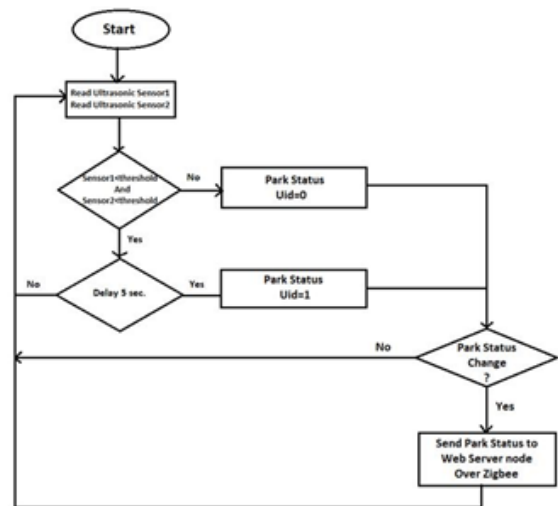 Start
Read Ultrasonic Sensor1
Read Ultrasonic Sensor2
Sensor1<threshold
And
Sensor2<threshold
No
Park Status
Uid=0
Yes
No
Delay 5 sec.
Yes
Park Status
Uid=1
No
Park Status
Change
?
Yes
Send Park Status to
Web Server node
Over Zigbee